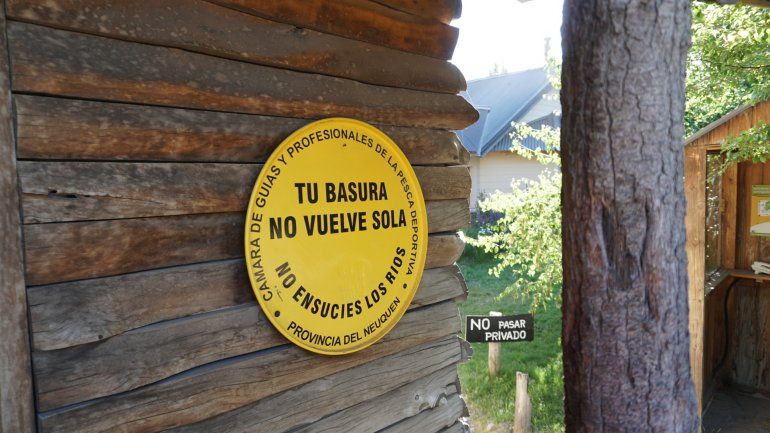 CAMARA DE GUIAS Y PROFESIONALES DE LA PESCA DEPORTIVA
TU BASURA
NO VUELVE SOLA
NO ENSUCIES LOS RIOS
PROVINCIA DEL NEUQUEN
NO PASAR
PRIVADO